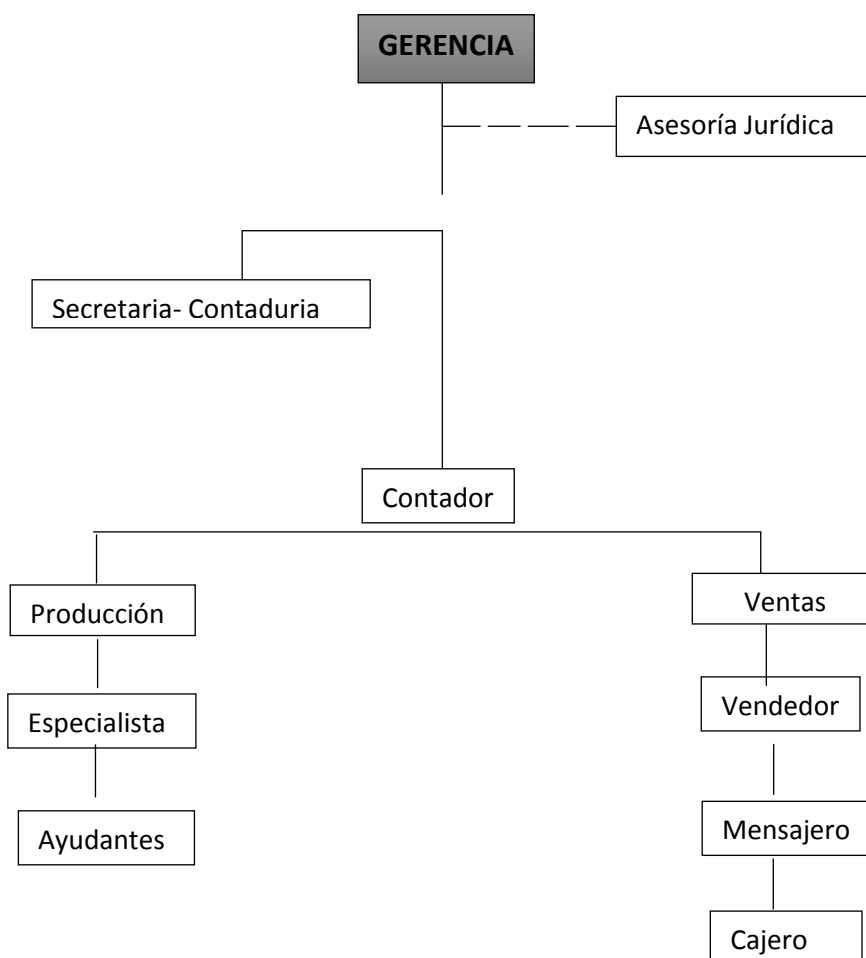 GERENCIA
Asesoría Jurídica
Secretaria- Contaduria
Contador
Producción
Ventas
Especialista
Vendedor
Ayudantes
Mensajero
Cajero